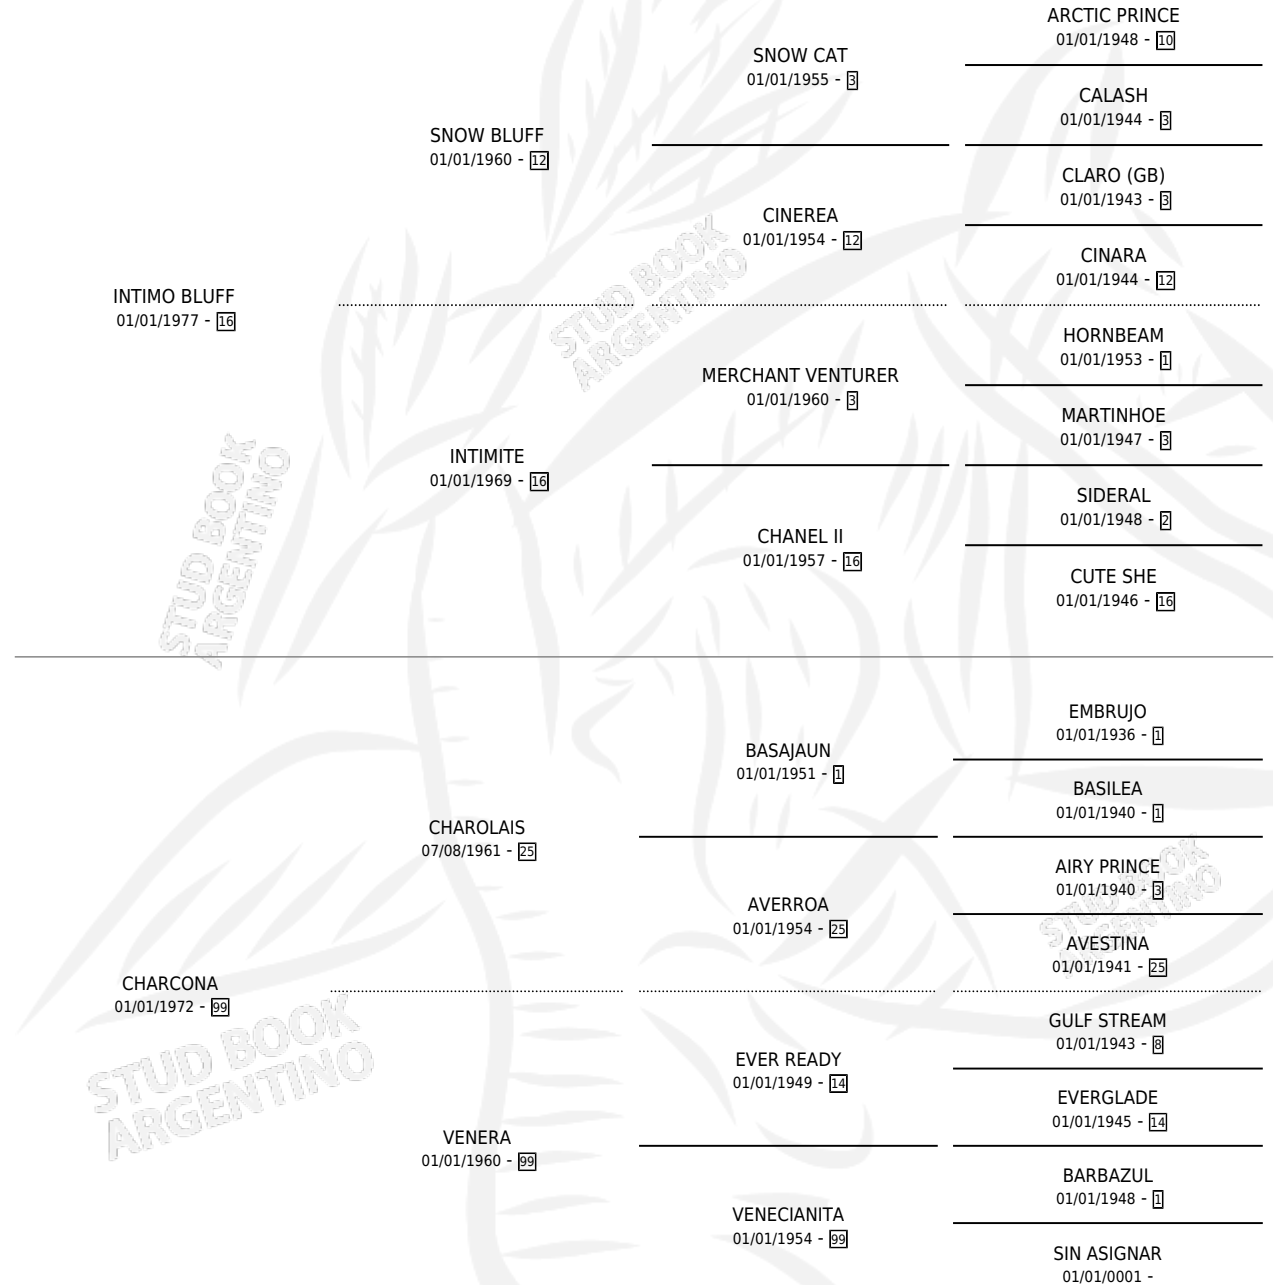 ARCTIC PRINCE
01/01/1948 - 10
SNOW CAT
01/01/1955 - 3
CALASH
01/01/1944 - 3
SNOW BLUFF
01/01/1960 - 12
CLARO (GB)
01/01/1943 - 3
CINEREA
01/01/1954 - 12
CINARA
01/01/1944 - 12
INTIMO BLUFF
01/01/1977 - 16
HORNBEAM
01/01/1953 - 1
MERCHANT VENTURER
01/01/1960 - 3
MARTINHOE
01/01/1947 - 3
INTIMITE
01/01/1969 - 16
SIDERAL
01/01/1948 - 2
CHANEL II
01/01/1957 - 16
CUTE SHE
01/01/1946 - 16
EMBRUJO
01/01/1936 - 1
BASAJAUN
01/01/1951 - 1
BASILEA
01/01/1940 - 1
CHAROLAIS
07/08/1961 - 25
AIRY PRINCE
01/01/1940 - 3
AVERROA
01/01/1954 - 25
AVESTINA
01/01/1941 - 25
CHARCONA
01/01/1972 - 99
GULF STREAM
01/01/1943 - 8
EVER READY
01/01/1949 - 14
EVERGLADE
01/01/1945 - 14
VENERA
01/01/1960 - 99
BARBAZUL
01/01/1948 - 1
VENECIANITA
01/01/1954 - 99
SIN ASIGNAR
01/01/0001 -
STUD BOOK
ARGENTINO
STUD BOOK
ARGENTINO
STUD BOOK
ARGENTINO
STUD BOOK
ARGENTINO